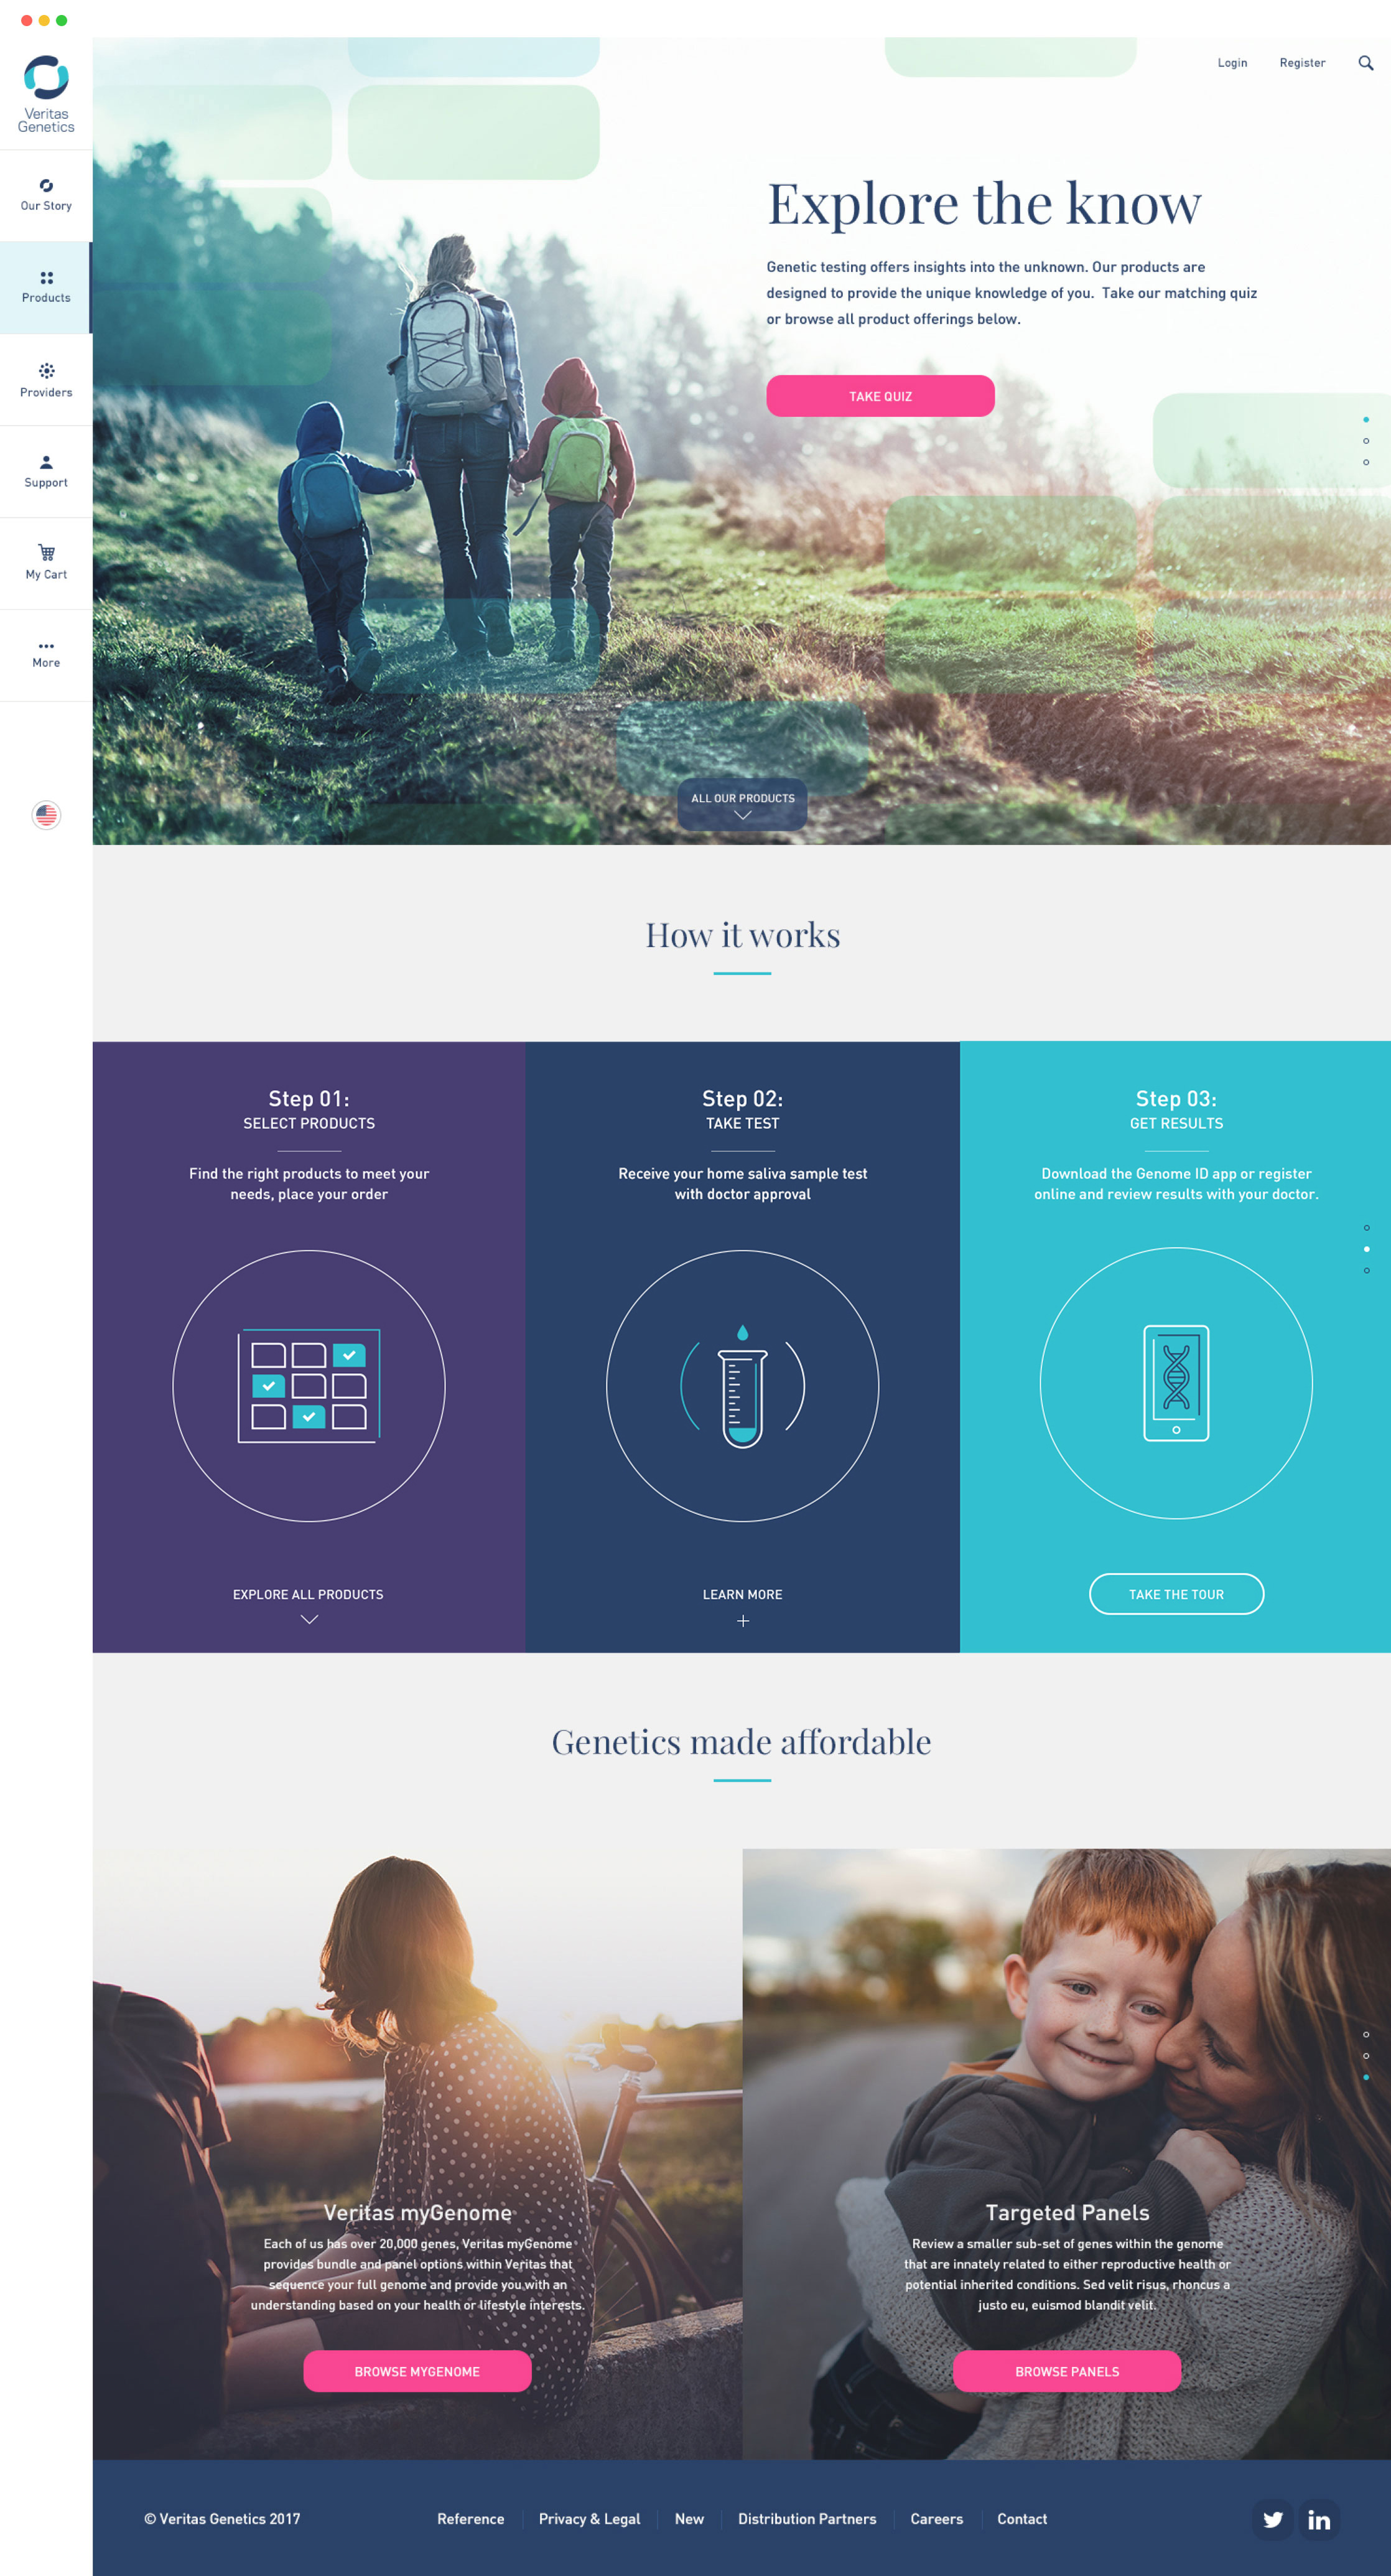 Veritas
Genetics
Our Story
Products
Providers
Support
My Cart
More
Login
Register
Explore the know
Genetic testing offers insights into the unknown. Our products are
designed to provide the unique knowledge of you.  Take our matching quiz
or browse all product offerings below.
TAKE QUIZ
ALL OUR PRODUCTS
How it works
Step 01:
SELECT PRODUCTS
Find the right products to meet your
needs, place your order
EXPLORE ALL PRODUCTS
Step 02:
TAKE TEST
Receive your home saliva sample test
with doctor approval
LEARN MORE
Step 03:
GET RESULTS
Download the Genome ID app or register
online and review results with your doctor.
TAKE THE TOUR
Genetics made affordable
Veritas myGenome
Each of us has over 20,000 genes, Veritas myGenome
provides bundle and panel options within Veritas that
sequence your full genome and provide you with an
understanding based on your health or lifestyle interests.
BROWSE MYGENOME
Targeted Panels
Review a smaller sub-set of genes within the genome
that are innately related to either reproductive health or
potential inherited conditions. Sed velit risus, rhoncus a
justo eu, euismod blandit velit.
BROWSE PANELS
© Veritas Genetics 2017
Reference
Privacy & Legal
New
Distribution Partners
Careers
Contact
in